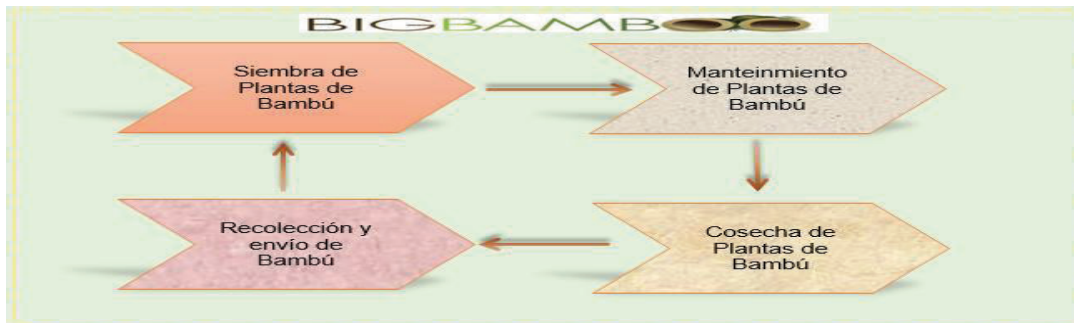 BIGBAMBOO
Siembra de
Plantas de
Bambú
Manteinmiento
de Plantas de
Bambú
Recolección y
envío de
Bambú
Cosecha de
Plantas de
Bambú